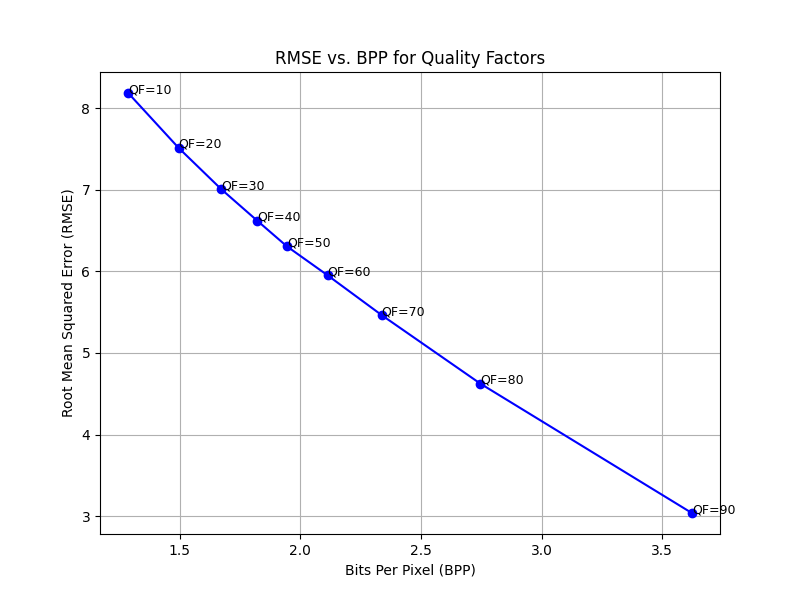 RMSE vs. BPP for Quality Factors
Root Mean Squared Error (RMSE)
8
7
6
5
4
3
QF=10
QF=20
QF=30
QF=40
QF=50
QF=60
QF=70
QF=80
QF=90
1.5 2.0 2.5 3.0 3.5
Bits Per Pixel (BPP)